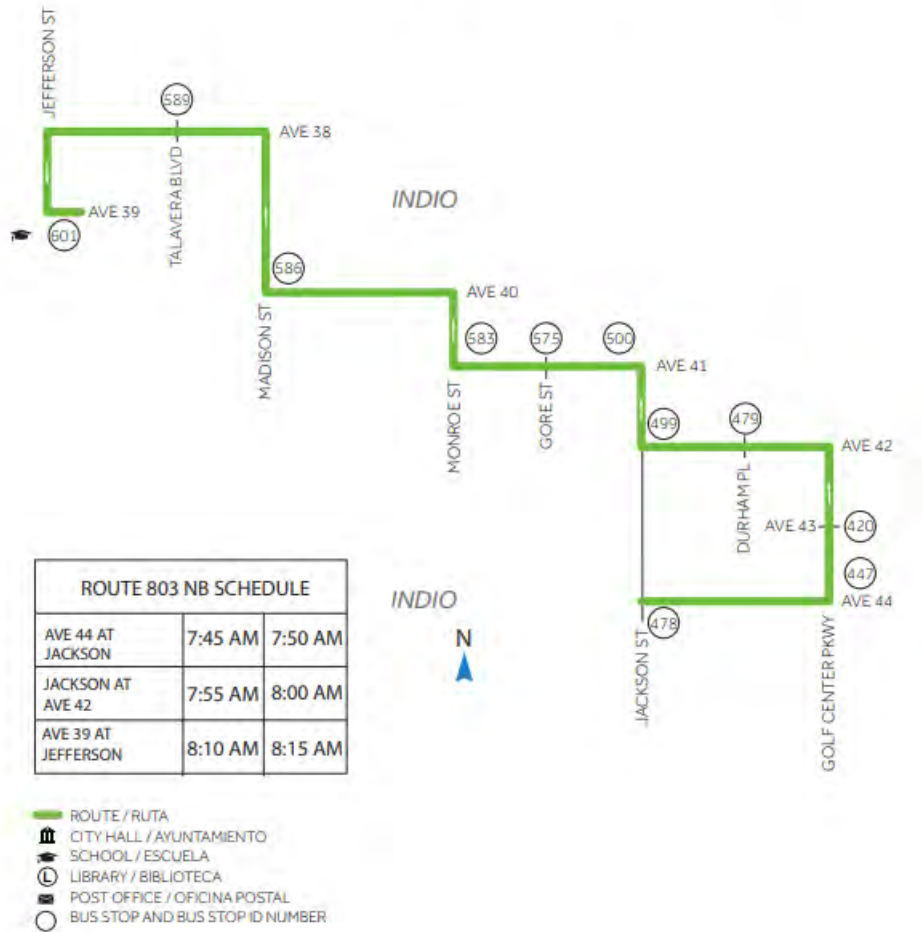 JEFFERSON ST
589
AVE 38
TALAVERA BLVD
INDIO
AVE 39
601
586
AVE 40
MADISON ST
583
575
500
AVE 41
MONROE ST
GORE ST
499
479
AVE 42
DURHAM PL
AVE 43
420
447
AVE 44
INDIO
478
N
JACKSON ST
GOLF CENTER PKWY
ROUTE 803 NB SCHEDULE
AVE 44 AT
JACKSON
7:45 AM
7:50 AM
JACKSON AT
AVE 42
7:55 AM
8:00 AM
AVE 39 AT
JEFFERSON
8:10 AM
8:15 AM
ROUTE / RUTA
CITY HALL / AYUNTAMIENTO
SCHOOL / ESCUELA
L LIBRARY / BIBLIOTECA
POST OFFICE / OFICINA POSTAL
BUS STOP AND BUS STOP ID NUMBER